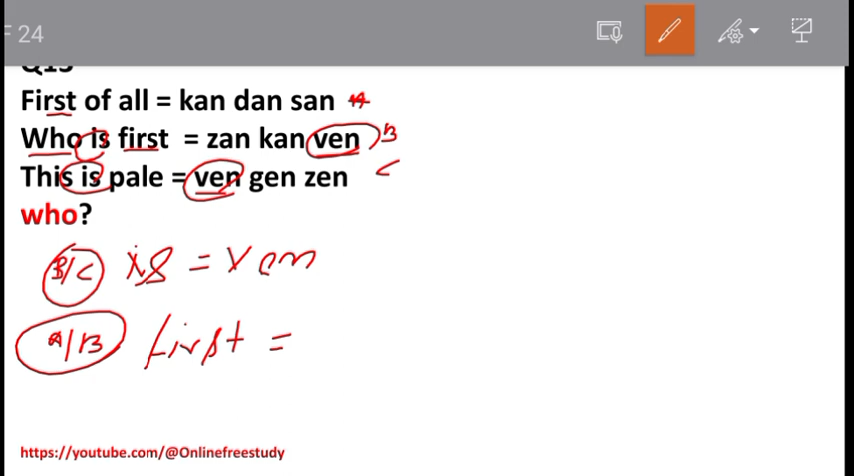 F 24
Q15
First of all = kan dan san A
Who is first = zan kan ven B
This is pale = ven gen zen C
who?
B/C is = ven
A/B first =
https://youtube.com/@Onlinefreestudy